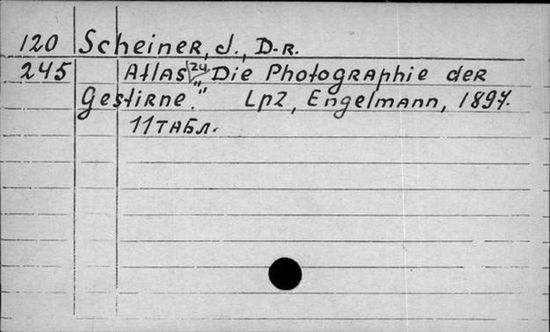 120 Scheiner, J., D-r.
245 Atlas zu „Die Photographie der
Gestirne." Lpz, Engelmann, 1897.
11 табл.